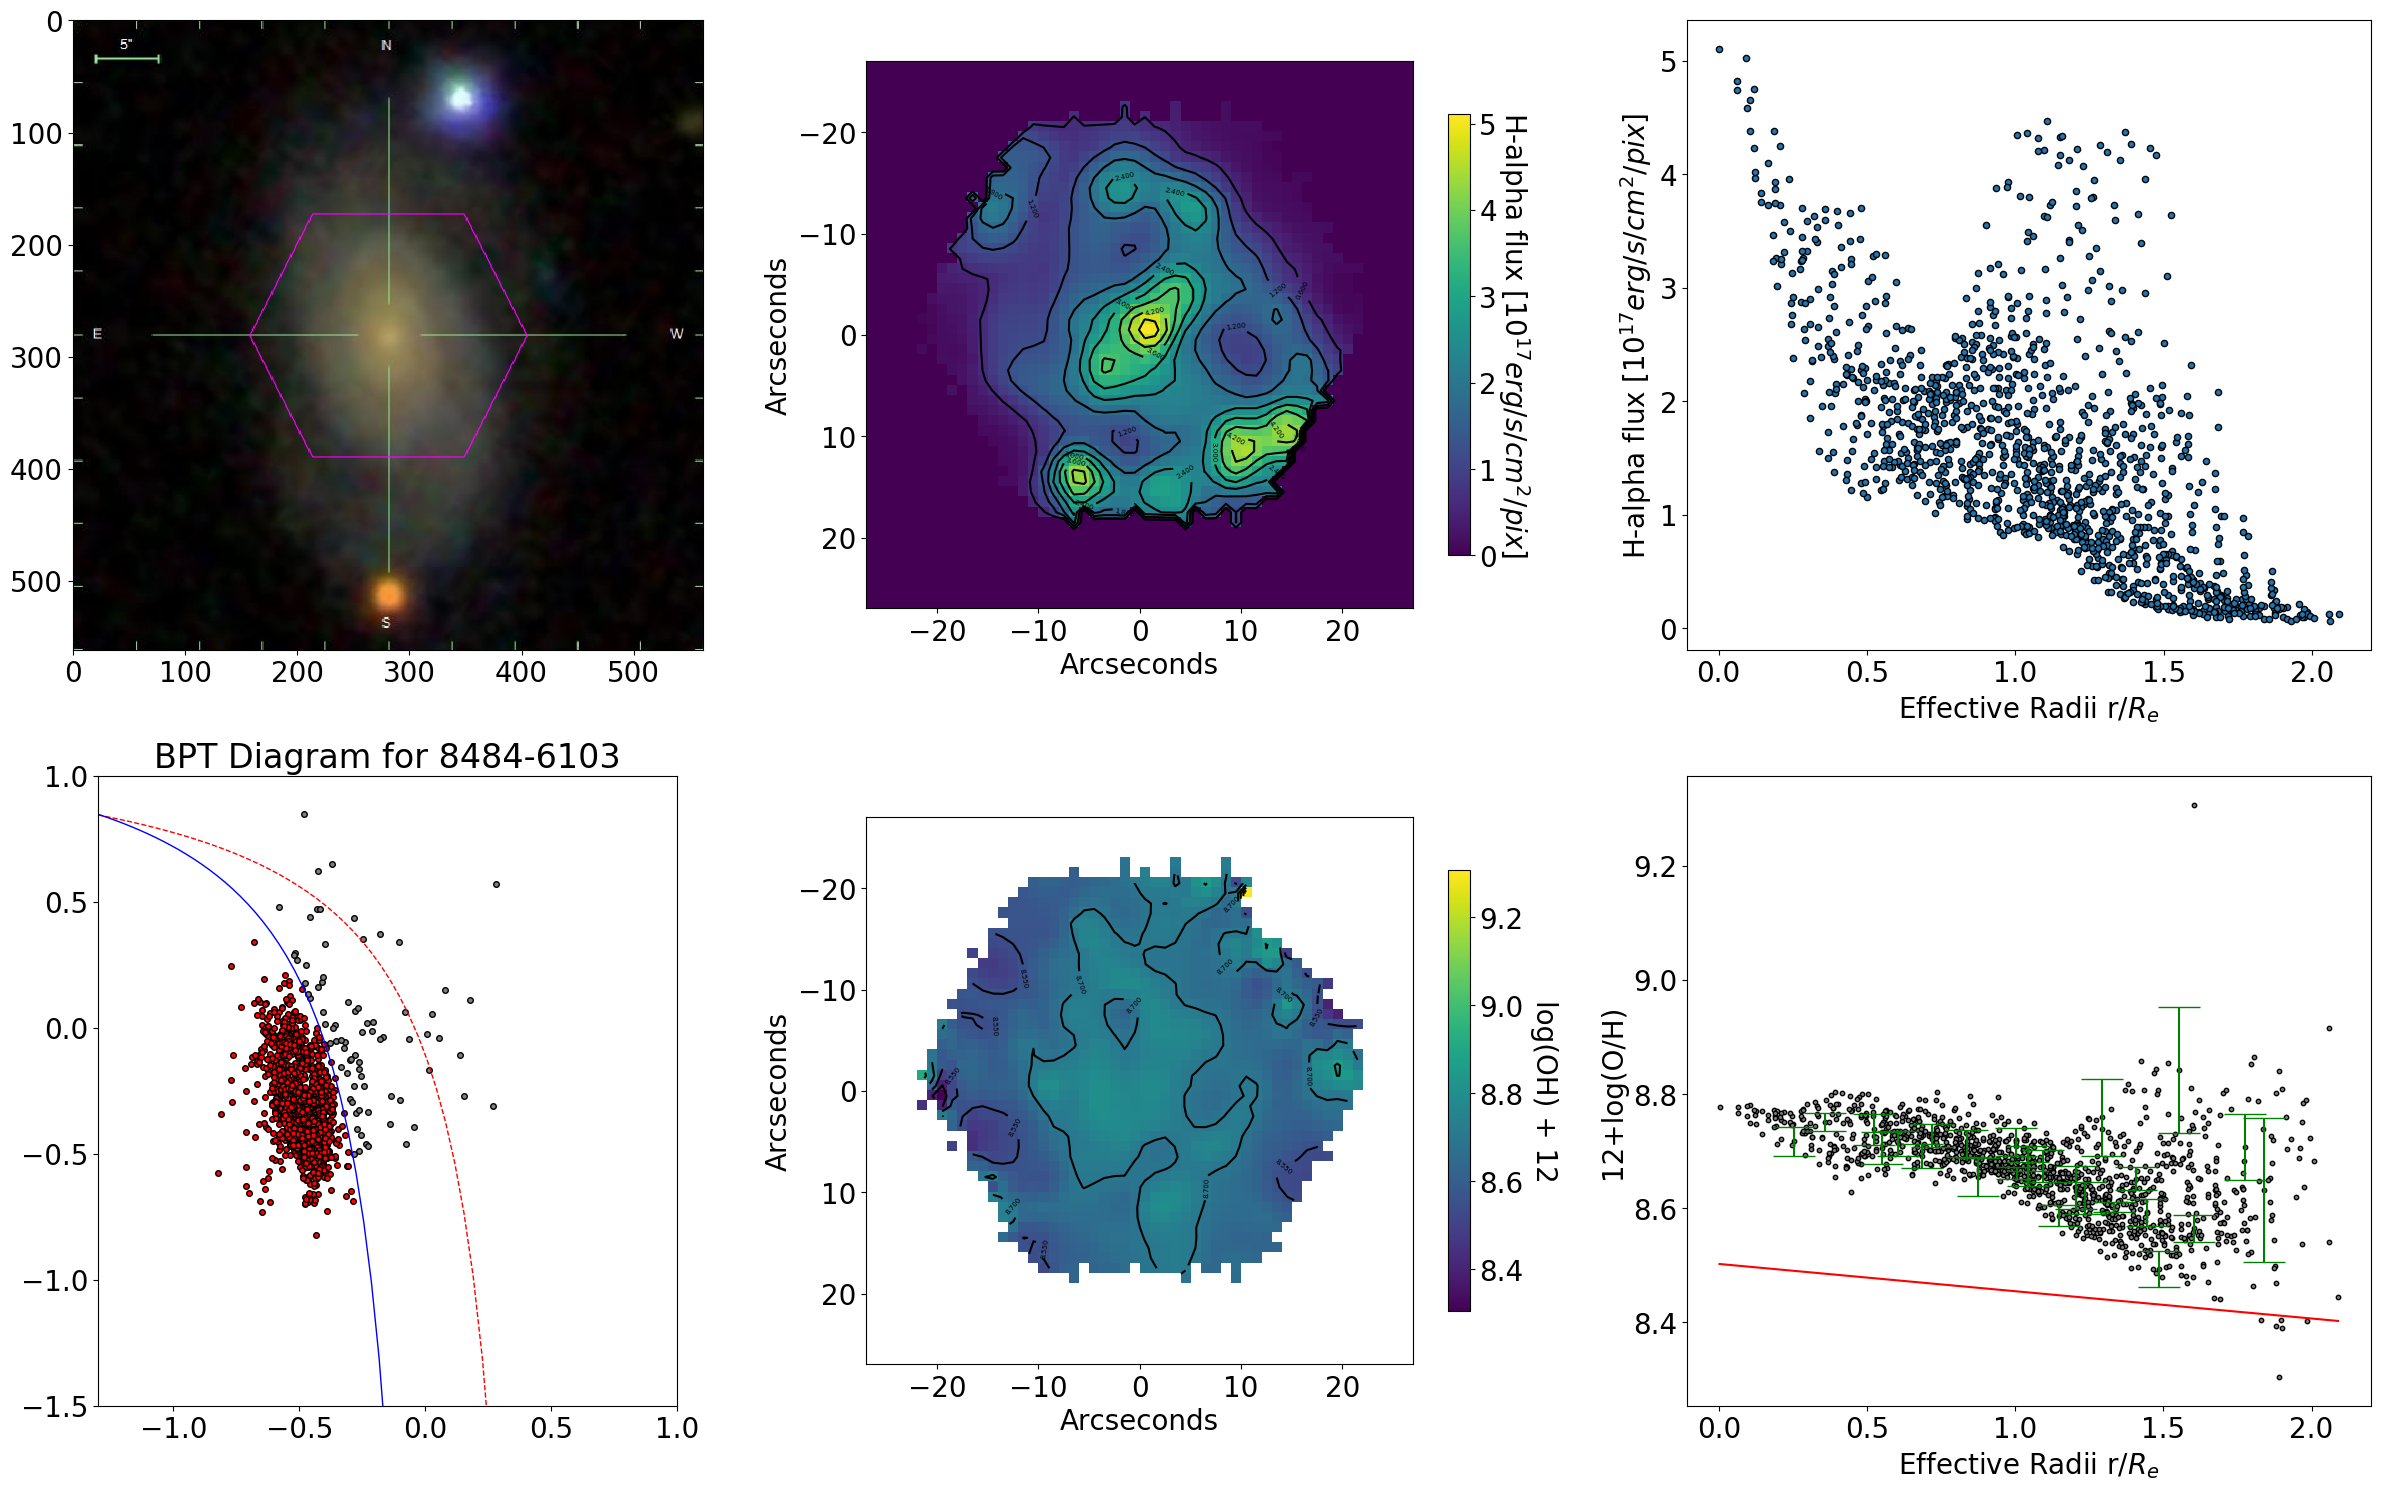 0
100
200
300
400
500
0 100 200 300 400 500
5"
N
E
W
S
−20
−10
0
10
20
−20 −10 0 10 20
Arcseconds
Arcseconds
5
4
3
2
1
0
H-alpha flux [10^17 erg/s/cm^2/pix]
5
4
3
2
1
0
0.0 0.5 1.0 1.5 2.0
H-alpha flux [10^17 erg/s/cm^2/pix]
Effective Radii r/R_e
BPT Diagram for 8484-6103
1.0
0.5
0.0
−0.5
−1.0
−1.5
−1.0 −0.5 0.0 0.5 1.0
−20
−10
0
10
20
−20 −10 0 10 20
Arcseconds
Arcseconds
9.2
9.0
8.8
8.6
8.4
log(OH) + 12
9.2
9.0
8.8
8.6
8.4
0.0 0.5 1.0 1.5 2.0
12+log(O/H)
Effective Radii r/R_e